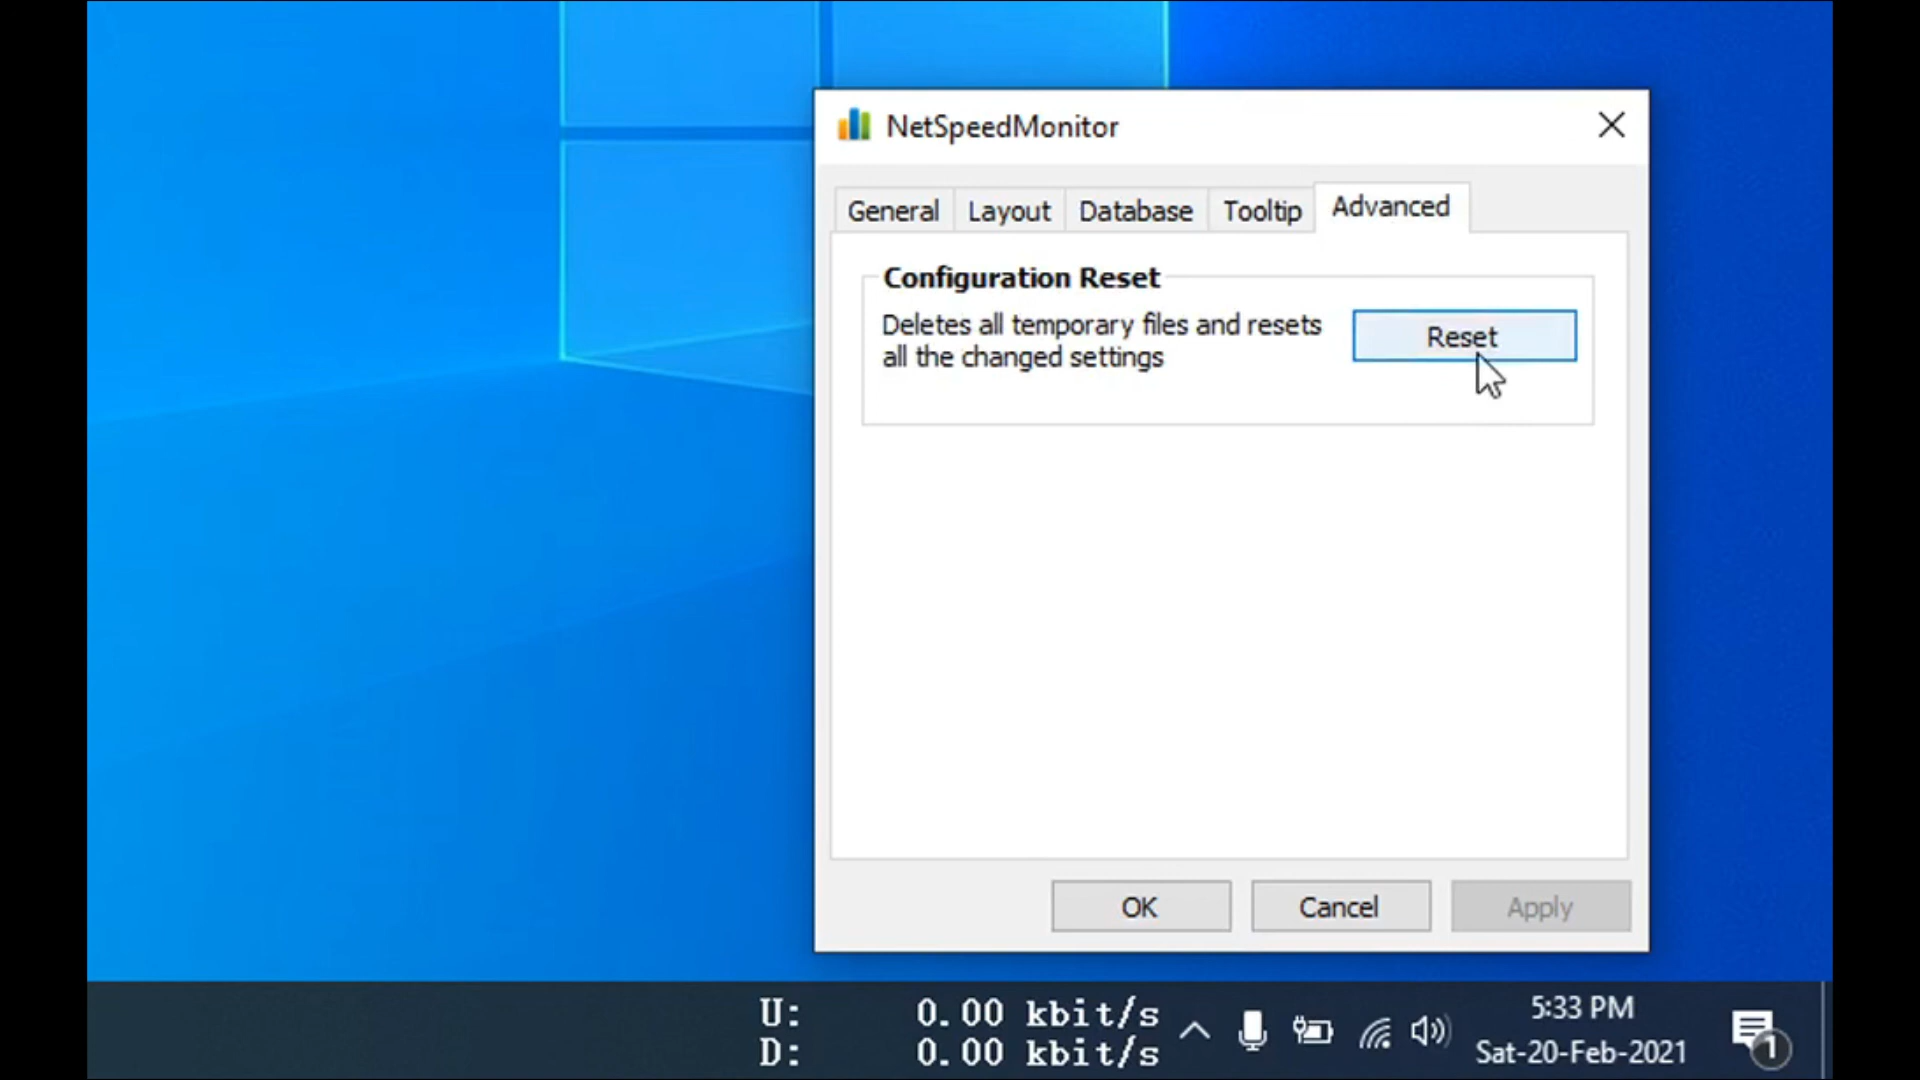 NetSpeedMonitor
General Layout Database Tooltip Advanced
Configuration Reset
Deletes all temporary files and resets
all the changed settings
Reset
OK Cancel Apply
U: 0.00 kbit/s
D: 0.00 kbit/s
5:33 PM
Sat-20-Feb-2021
1